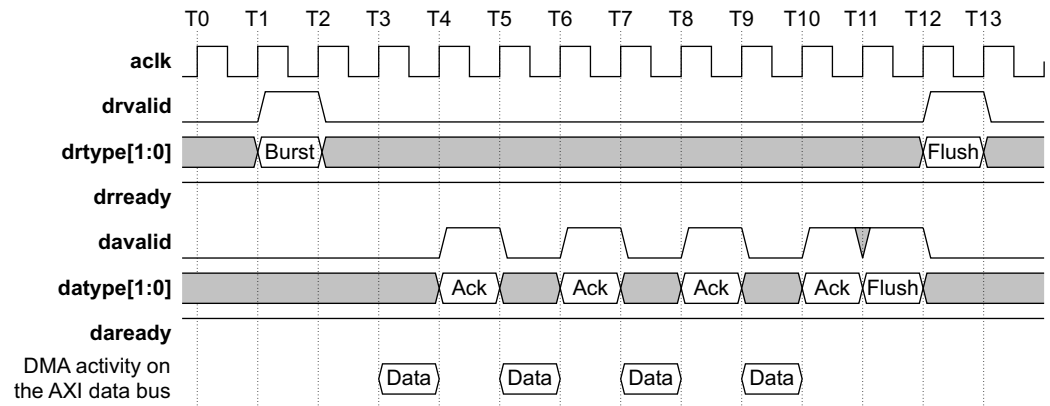 T0 T1 T2 T3 T4 T5 T6 T7 T8 T9 T10 T11 T12 T13
aclk
drvalid
drtype[1:0] Burst Flush
drready
davalid
datype[1:0] Ack Ack Ack Ack Flush
daready
DMA activity on
the AXI data bus Data Data Data Data